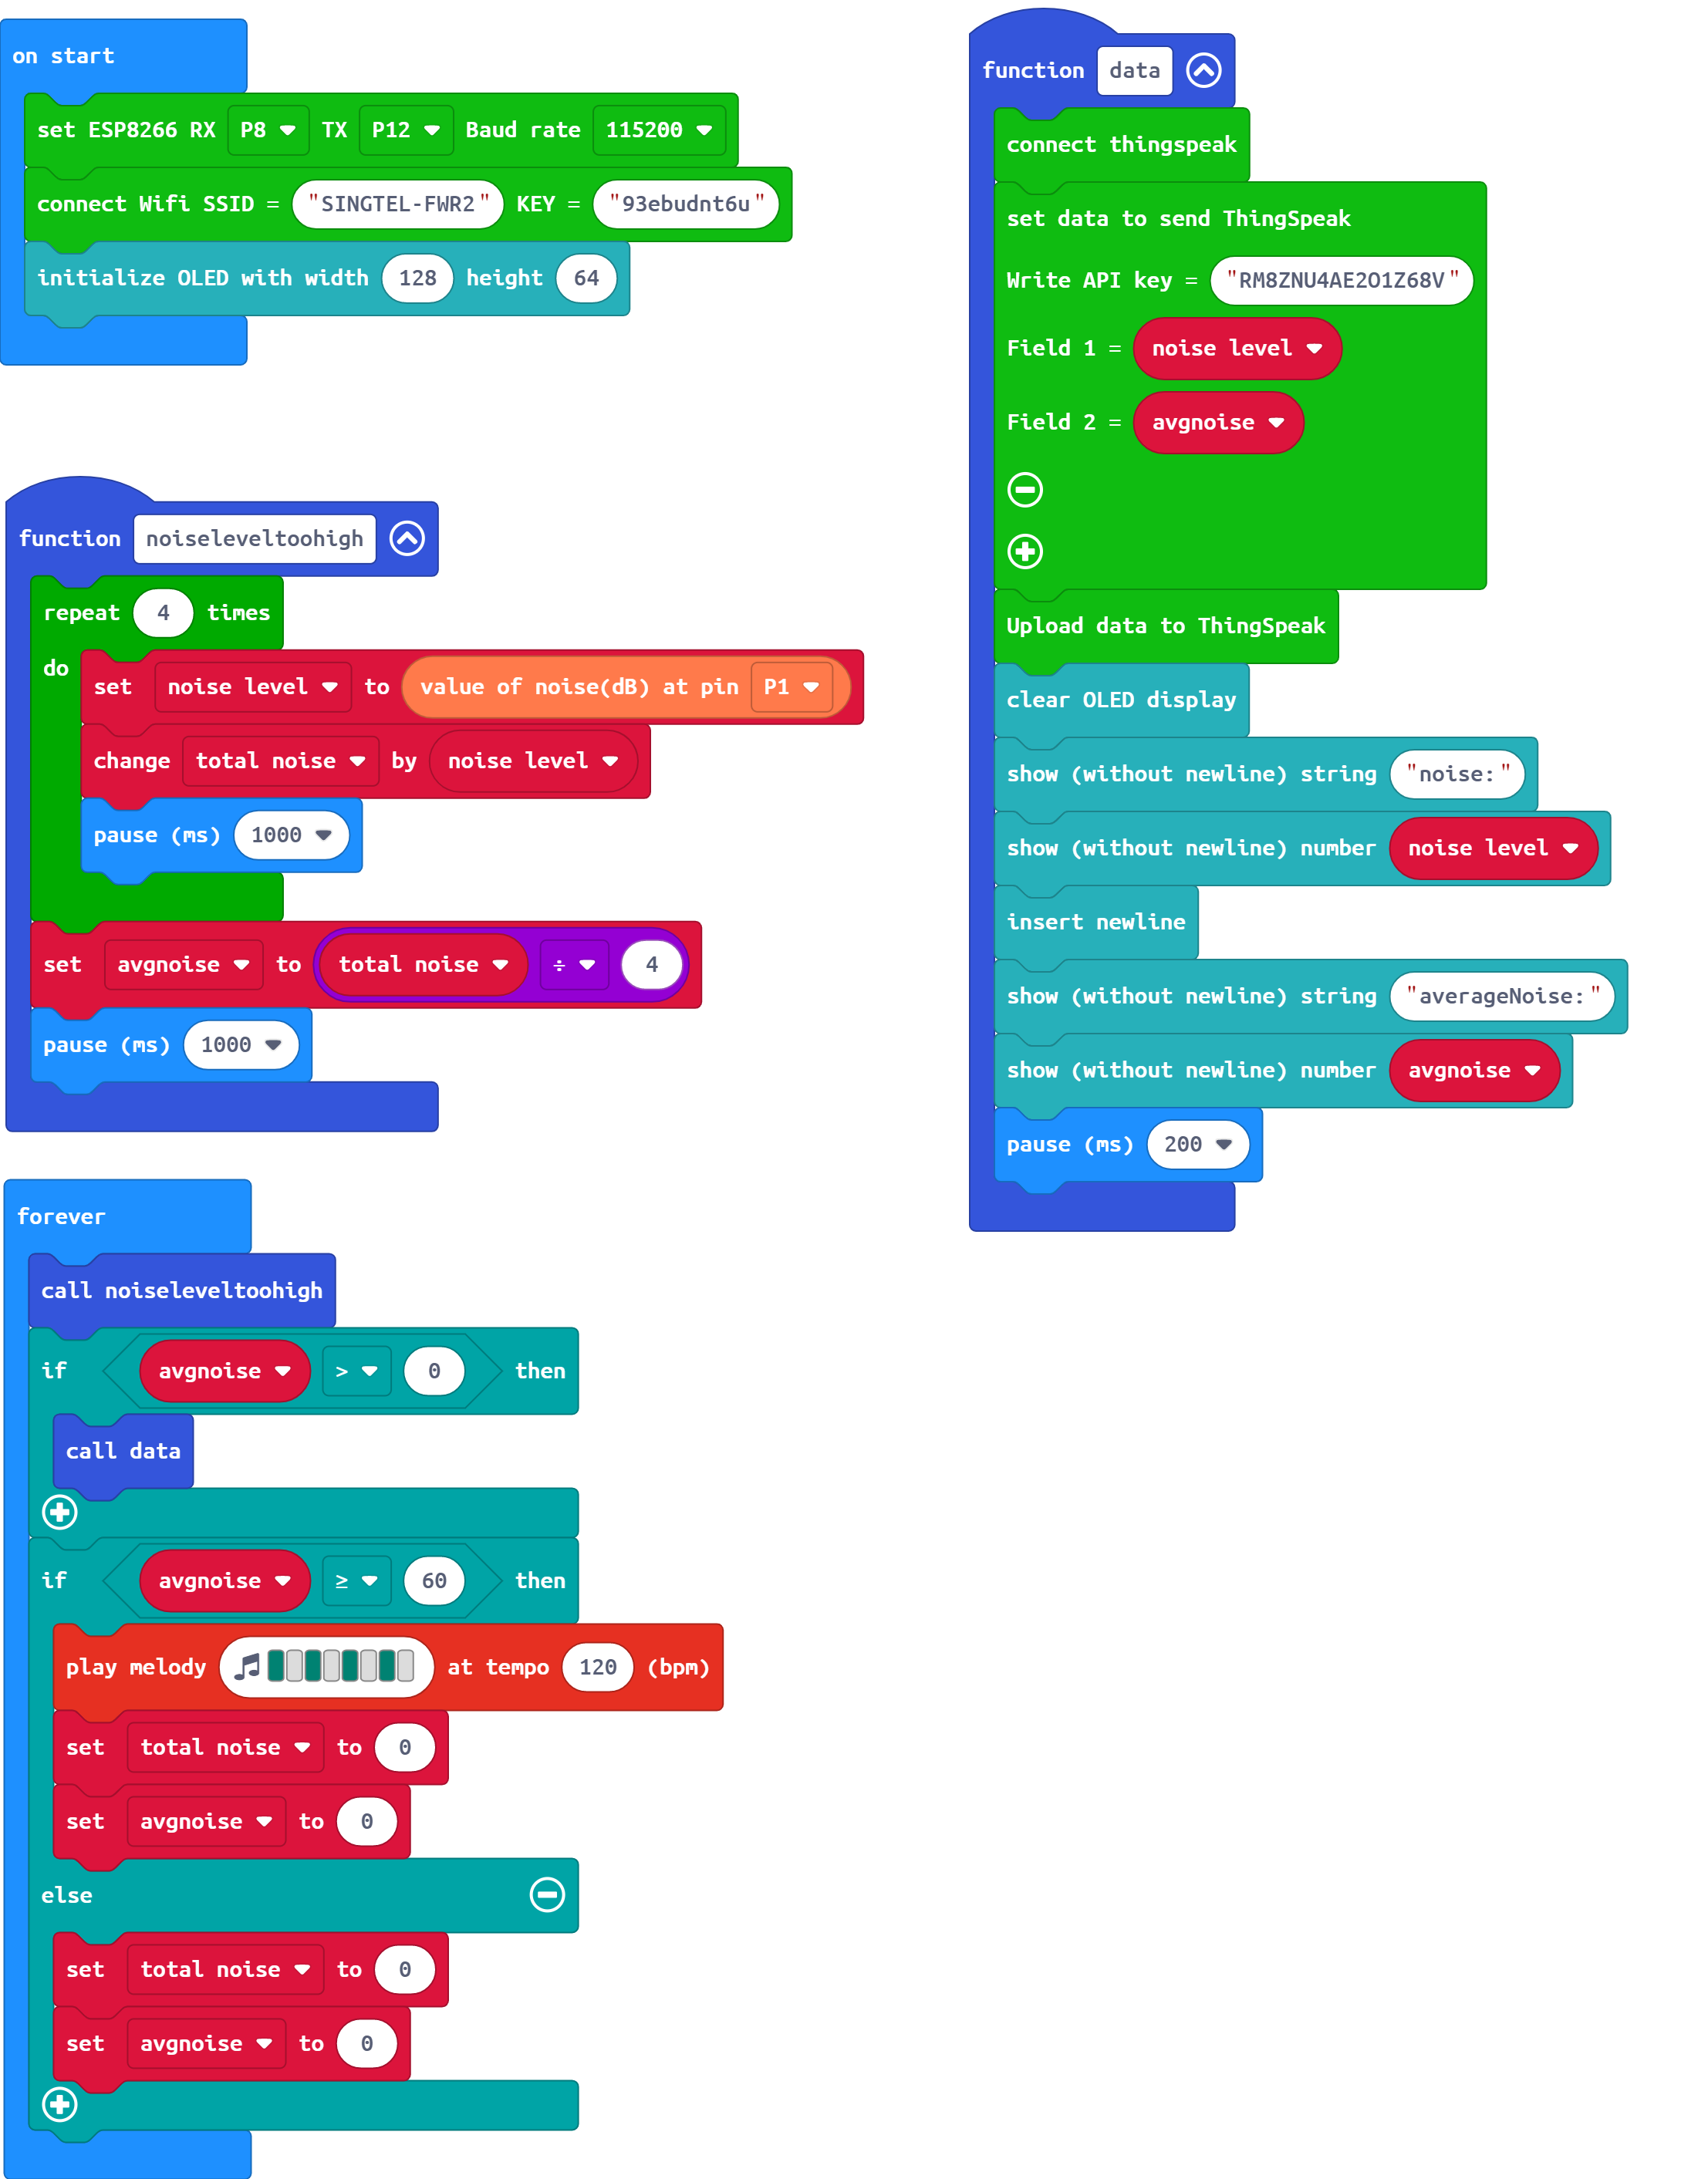 on start
set ESP8266 RX P8 TX P12 Baud rate 115200
connect Wifi SSID = "SINGTEL-FWR2" KEY = "93ebudnt6u"
initialize OLED with width 128 height 64
function noiseleveltoohigh
repeat 4 times
do
set noise level to value of noise(dB) at pin P1
change total noise by noise level
pause (ms) 1000
set avgnoise to total noise ÷ 4
pause (ms) 1000
forever
call noiseleveltoohigh
if avgnoise > 0 then
call data
if avgnoise ≥ 60 then
play melody at tempo 120 (bpm)
set total noise to 0
set avgnoise to 0
else
set total noise to 0
set avgnoise to 0
function data
connect thingspeak
set data to send ThingSpeak
Write API key = "RM8ZNU4AE2O1Z68V"
Field 1 = noise level
Field 2 = avgnoise
Upload data to ThingSpeak
clear OLED display
show (without newline) string "noise:"
show (without newline) number noise level
insert newline
show (without newline) string "averageNoise:"
show (without newline) number avgnoise
pause (ms) 200